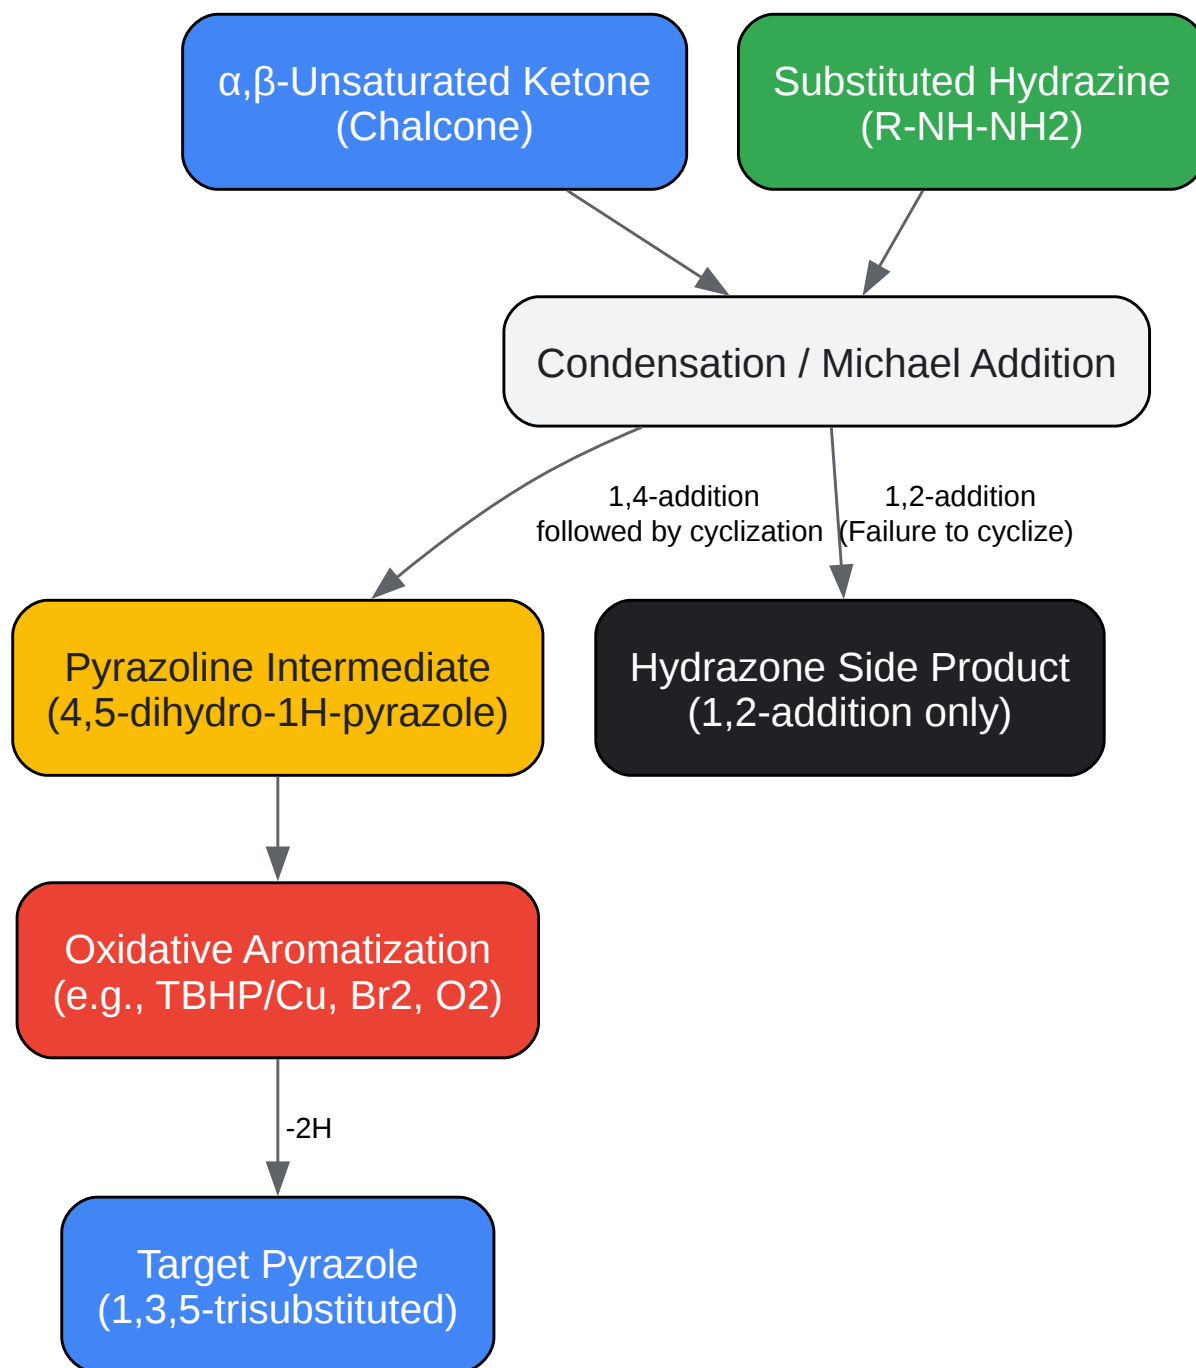 α,β-Unsaturated Ketone
(Chalcone)
Substituted Hydrazine
(R-NH-NH2)
Condensation / Michael Addition
1,4-addition
followed by cyclization
1,2-addition
(Failure to cyclize)
Pyrazoline Intermediate
(4,5-dihydro-1H-pyrazole)
Hydrazone Side Product
(1,2-addition only)
Oxidative Aromatization
(e.g., TBHP/Cu, Br2, O2)
-2H
Target Pyrazole
(1,3,5-trisubstituted)